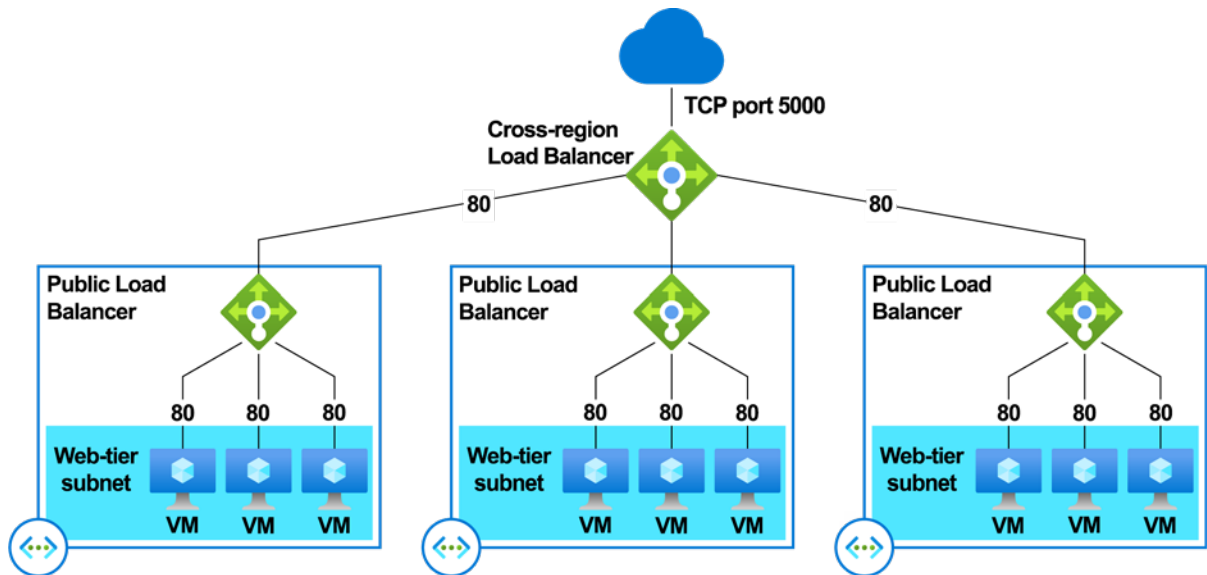 TCP port 5000
Cross-region
Load Balancer
80
80
Public Load
Balancer
80
80
80
Web-tier
subnet
VM
VM
VM
Public Load
Balancer
80
80
80
Web-tier
subnet
VM
VM
VM
Public Load
Balancer
80
80
80
Web-tier
subnet
VM
VM
VM